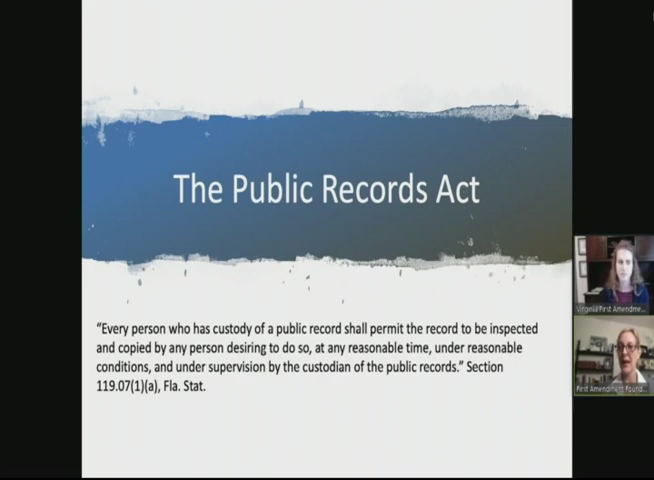 The Public Records Act
"Every person who has custody of a public record shall permit the record to be inspected
and copied by any person desiring to do so, at any reasonable time, under reasonable
conditions, and under supervision by the custodian of the public records." Section
119.07(1)(a), Fla. Stat.
Virginia First Amendme...
First Amendment Found...